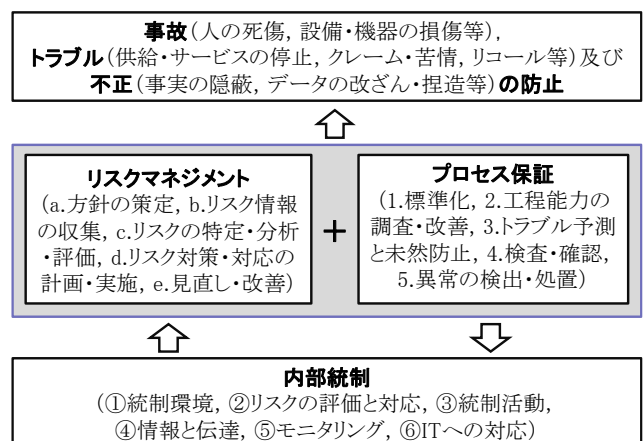 事故(人の死傷, 設備・機器の損傷等),
トラブル(供給・サービスの停止, クレーム・苦情, リコール等)及び
不正(事実の隠蔽, データの改ざん・捏造等)の防止
リスクマネジメント
(a.方針の策定, b.リスク情報
の収集, c.リスクの特定・分析
・評価, d.リスク対策・対応の
計画・実施, e.見直し・改善)
+
プロセス保証
(1.標準化, 2.工程能力の
調査・改善, 3.トラブル予測
と未然防止, 4.検査・確認,
5.異常の検出・処置)
内部統制
(①統制環境, ②リスクの評価と対応, ③統制活動,
④情報と伝達, ⑤モニタリング, ⑥ITへの対応)